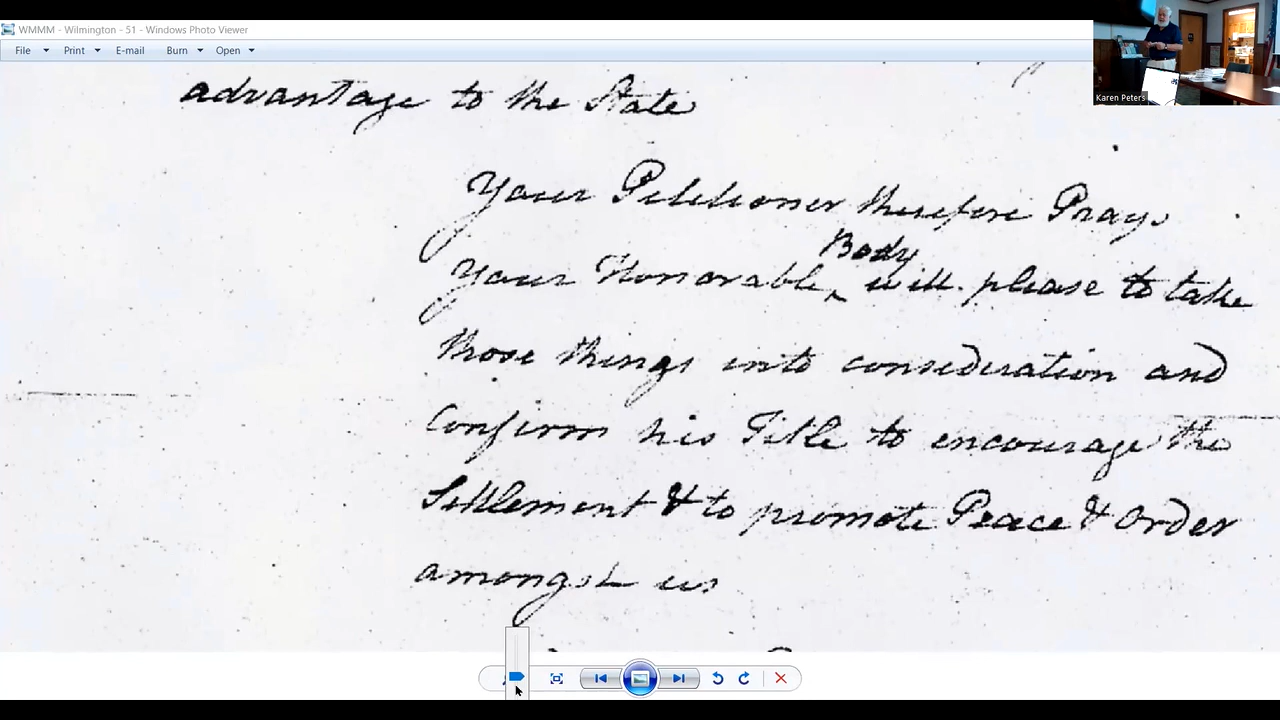 WMMM - Wilmington - 51 - Windows Photo Viewer
File Print E-mail Burn Open
Karen Peters
advantage to the State
Your Petitioner therefore Prays
Body
Your Honorable ‸ will please to take
those things into consideration and
Confirm his Title to encourage the
Settlement & to promote Peace & Order
amongst us